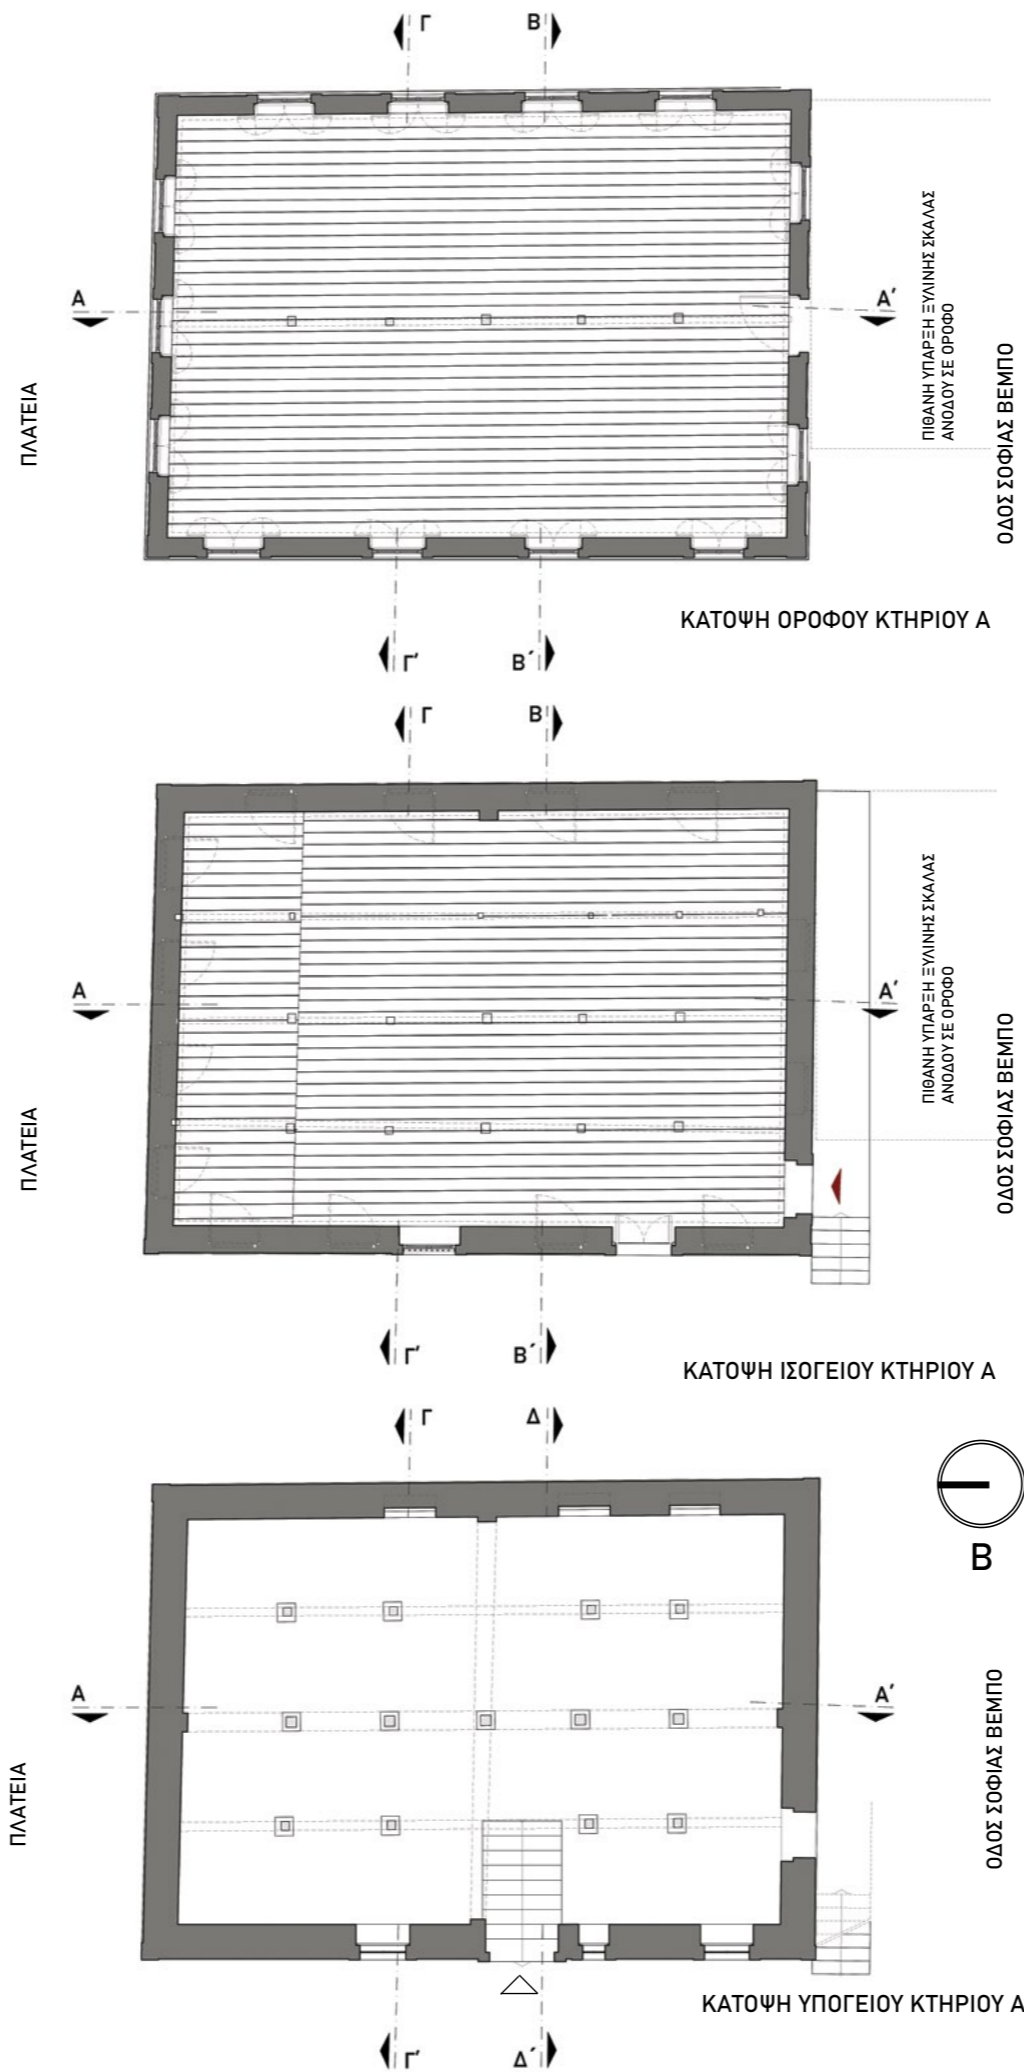 Γ Β
Α Α'
ΠΛΑΤΕΙΑ
ΠΙΘΑΝΗ ΥΠΑΡΞΗ ΞΥΛΙΝΗΣ ΣΚΑΛΑΣ
ΑΝΟΔΟΥ ΣΕ ΟΡΟΦΟ
ΟΔΟΣ ΣΟΦΙΑΣ ΒΕΜΠΟ
ΚΑΤΟΨΗ ΟΡΟΦΟΥ ΚΤΗΡΙΟΥ Α
Γ' Β΄
Γ Β
Α Α'
ΠΛΑΤΕΙΑ
ΠΙΘΑΝΗ ΥΠΑΡΞΗ ΞΥΛΙΝΗΣ ΣΚΑΛΑΣ
ΑΝΟΔΟΥ ΣΕ ΟΡΟΦΟ
ΟΔΟΣ ΣΟΦΙΑΣ ΒΕΜΠΟ
Γ' Β΄
ΚΑΤΟΨΗ ΙΣΟΓΕΙΟΥ ΚΤΗΡΙΟΥ Α
Γ Δ
Β
Α Α'
ΠΛΑΤΕΙΑ
ΟΔΟΣ ΣΟΦΙΑΣ ΒΕΜΠΟ
ΚΑΤΟΨΗ ΥΠΟΓΕΙΟΥ ΚΤΗΡΙΟΥ Α
Γ' Δ΄